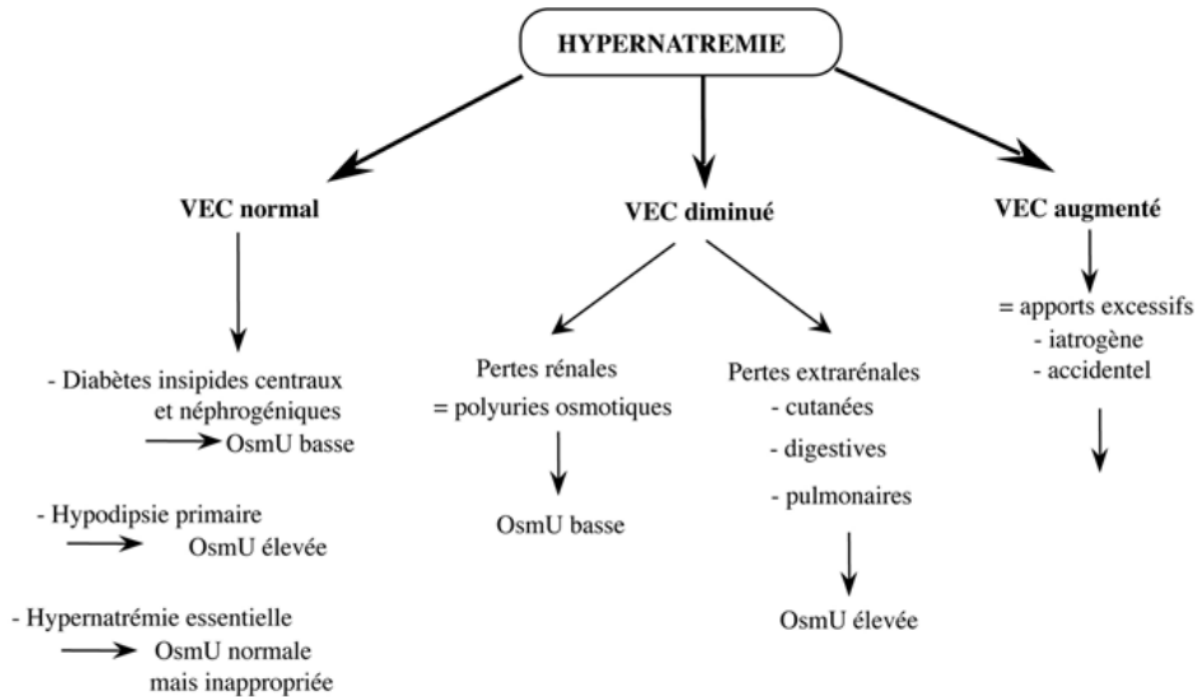 HYPERNATREMIE
VEC normal
- Diabètes insipides centraux
et néphrogéniques
OsmU basse
- Hypodipsie primaire
OsmU élevée
- Hypernatrémie essentielle
OsmU normale
mais inappropriée
VEC diminué
Pertes rénales
= polyuries osmotiques
OsmU basse
Pertes extrarénales
- cutanées
- digestives
- pulmonaires
OsmU élevée
VEC augmenté
= apports excessifs
- iatrogène
- accidentel